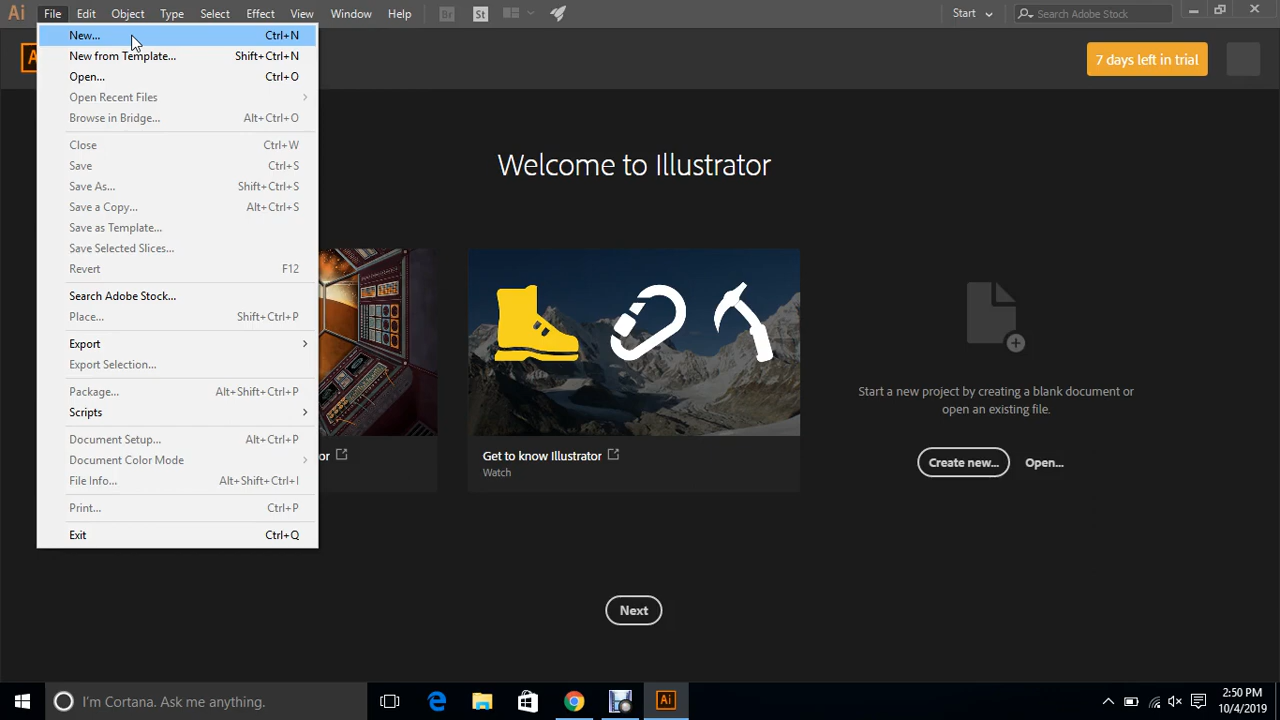 Ai File Edit Object Type Select Effect View Window Help Br St Start Search Adobe Stock
New... Ctrl+N
New from Template... Shift+Ctrl+N
Open... Ctrl+O
Open Recent Files
Browse in Bridge... Alt+Ctrl+O
Close Ctrl+W
Save Ctrl+S
Save As... Shift+Ctrl+S
Save a Copy... Alt+Ctrl+S
Save as Template...
Save Selected Slices...
Revert F12
Search Adobe Stock...
Place... Shift+Ctrl+P
Export
Export Selection...
Package... Alt+Shift+Ctrl+P
Scripts
Document Setup... Alt+Ctrl+P
Document Color Mode
File Info... Alt+Shift+Ctrl+I
Print... Ctrl+P
Exit Ctrl+Q
7 days left in trial
Welcome to Illustrator
or
Get to know Illustrator
Watch
Start a new project by creating a blank document or
open an existing file.
Create new... Open...
Next
I'm Cortana. Ask me anything.
Ai
2:50 PM
10/4/2019